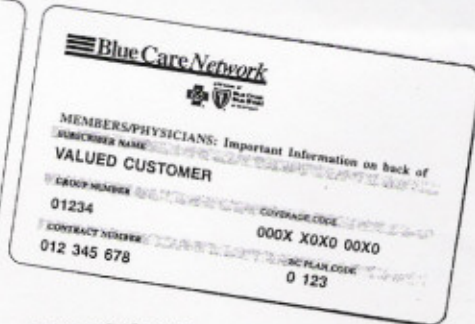 Blue Care Network
MEMBERS/PHYSICIANS: Important Information on back of
SUBSCRIBER NAME
VALUED CUSTOMER
GROUP NUMBER
COVERAGE CODE
01234
000X X0X0 00X0
CONTRACT NUMBER
BC PLAN CODE
012 345 678
0 123